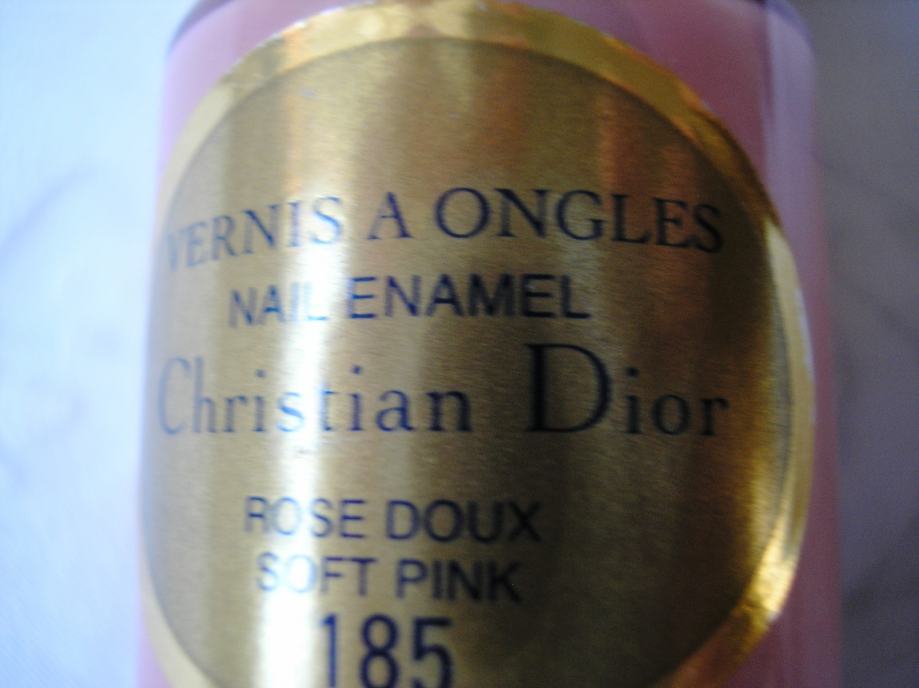 VERNIS A ONGLES
NAIL ENAMEL
Christian Dior
ROSE DOUX
SOFT PINK
185